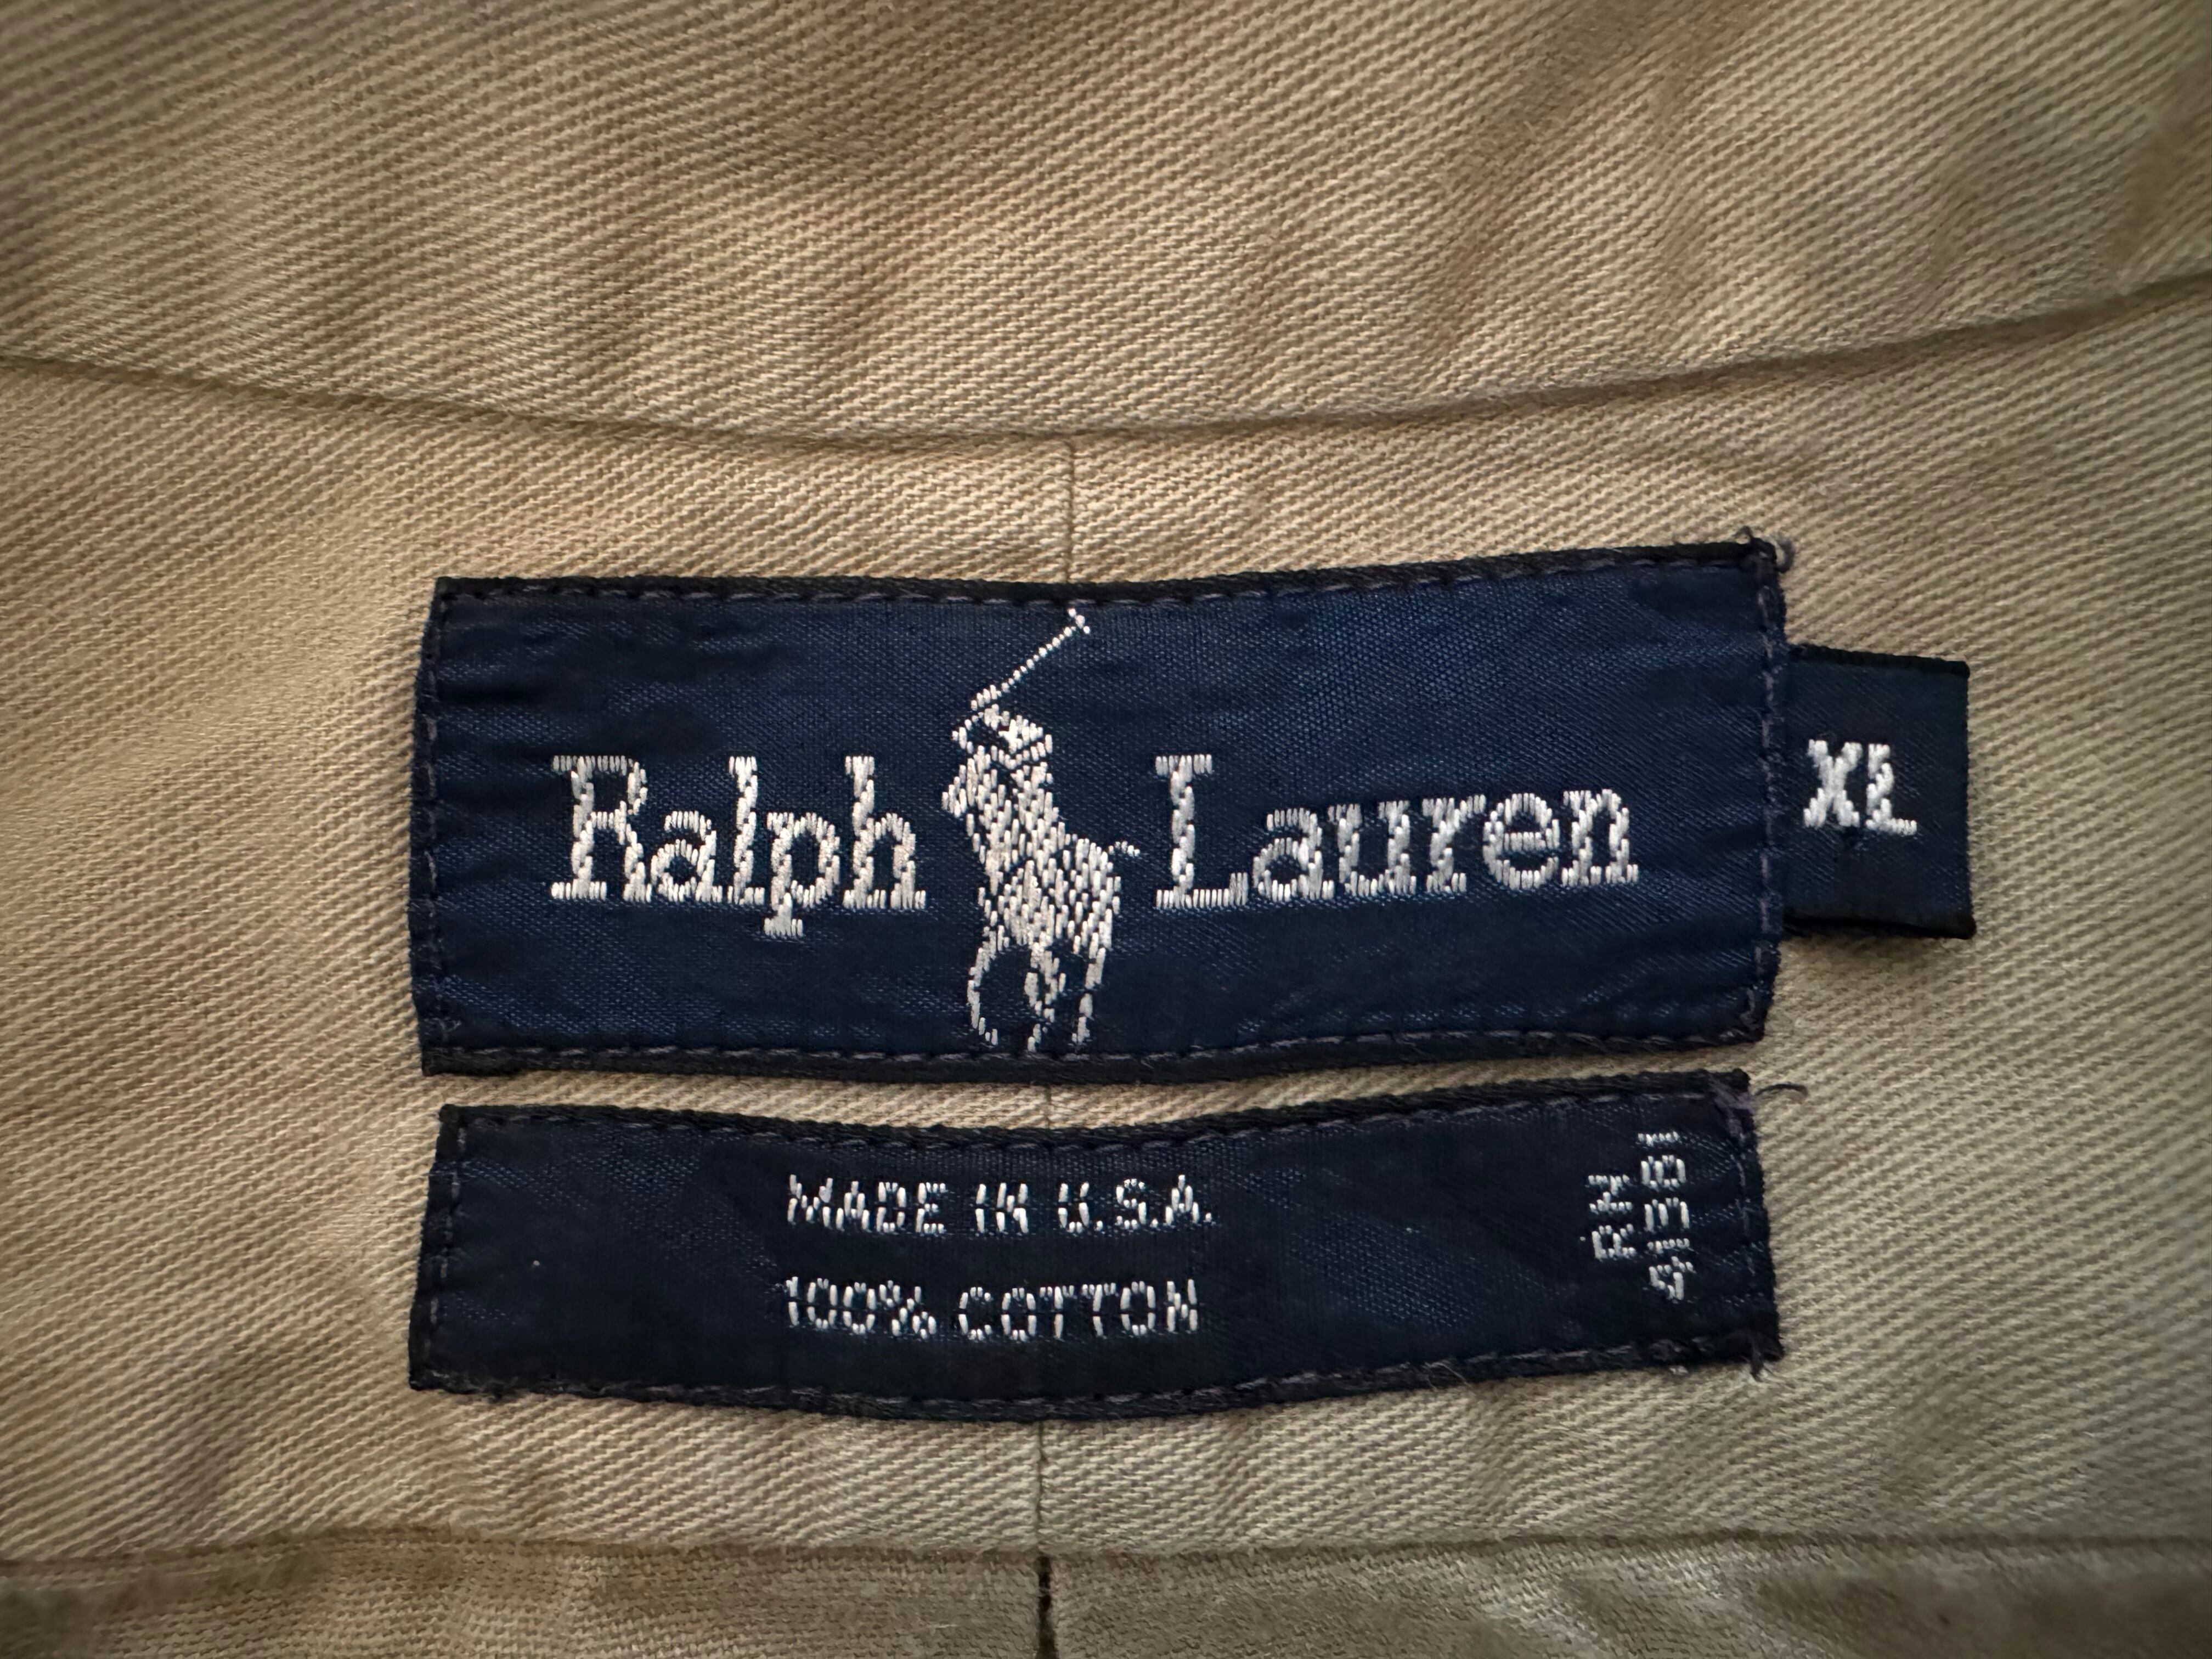 Ralph Lauren
XL
MADE IN U.S.A.
100% COTTON
RN
41381